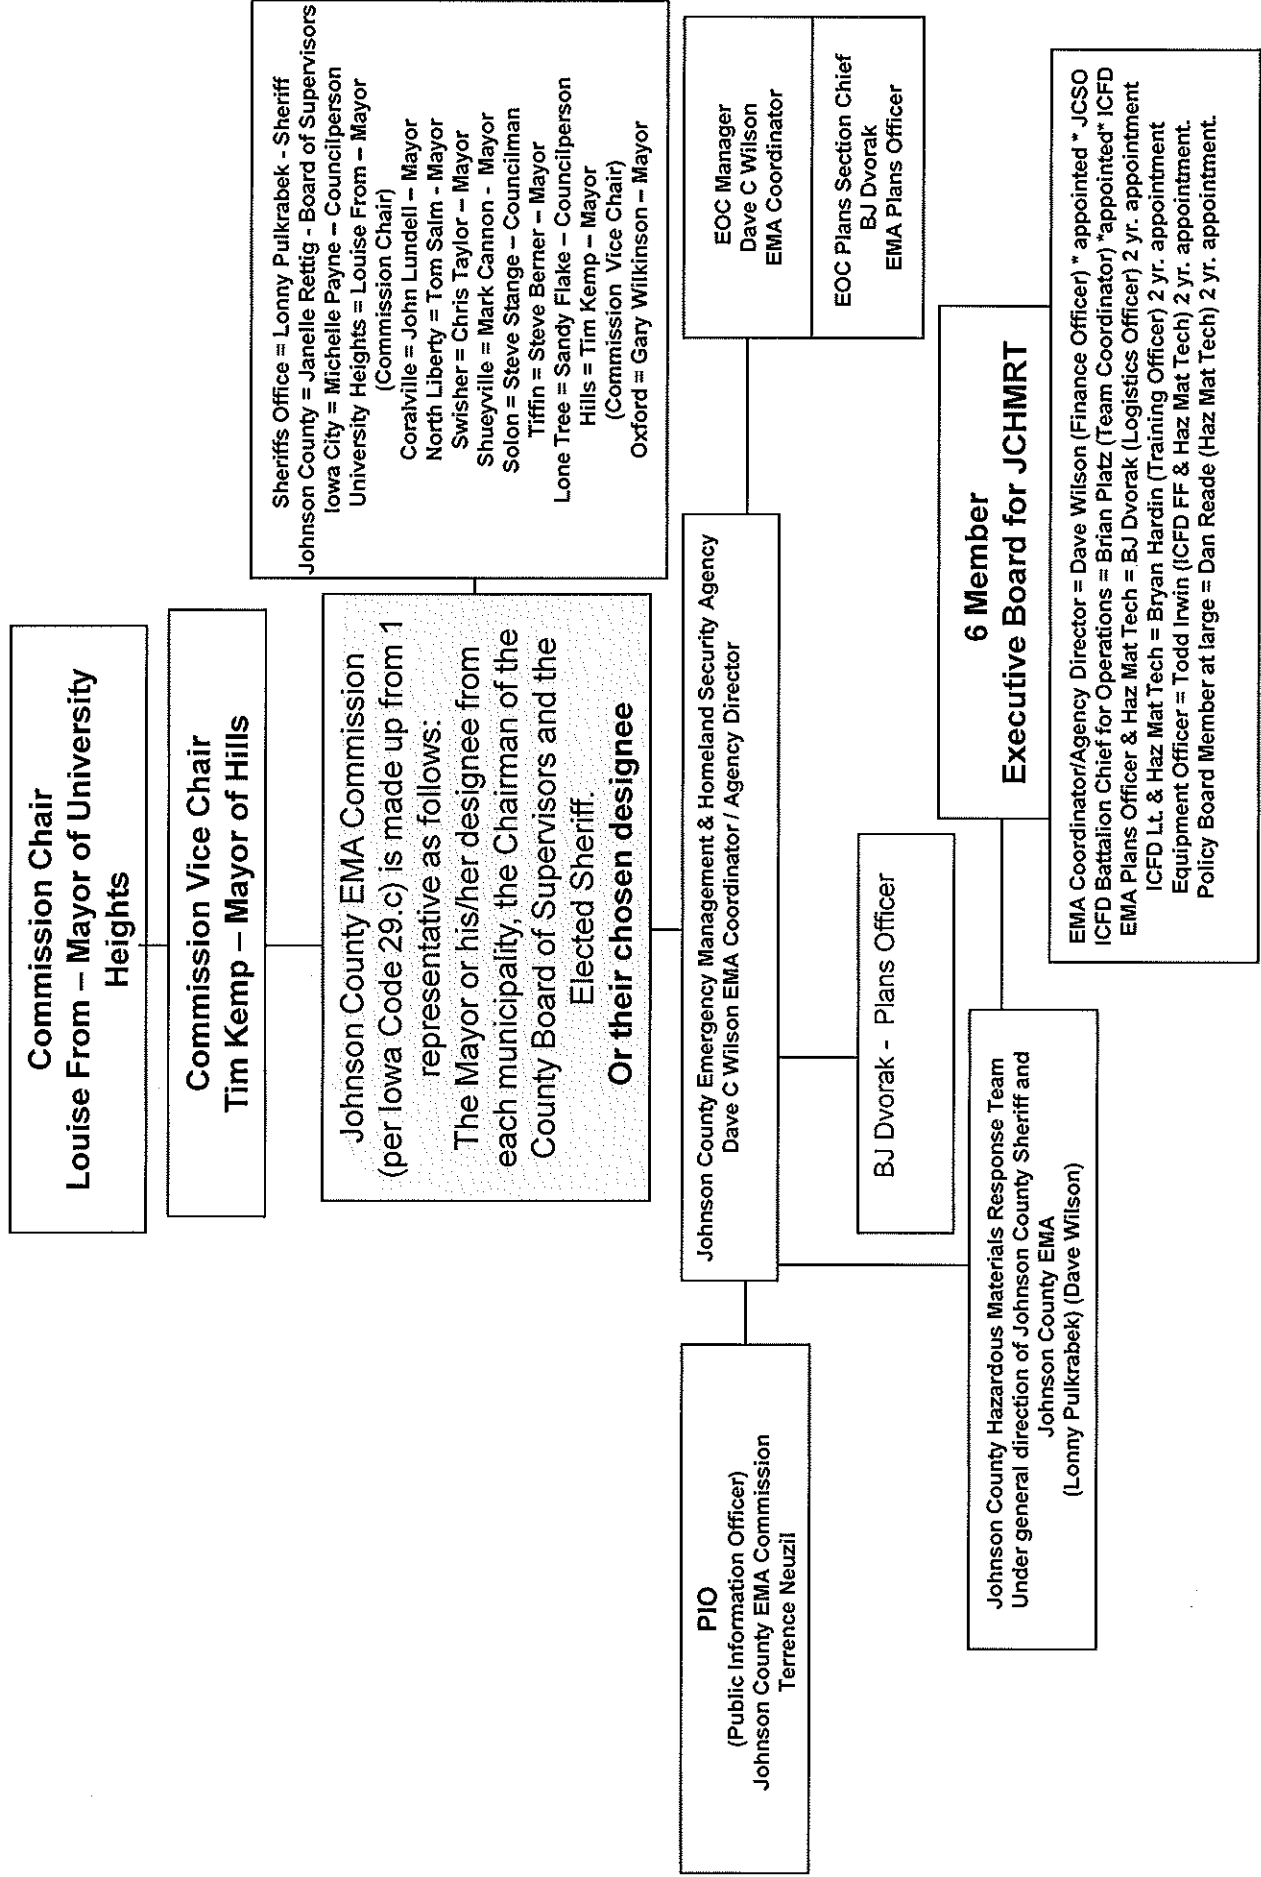 Commission Chair
Louise From – Mayor of University
Heights
Commission Vice Chair
Tim Kemp – Mayor of Hills
Johnson County EMA Commission
(per Iowa Code 29.c) is made up from 1
representative as follows:
The Mayor or his/her designee from
each municipality, the Chairman of the
County Board of Supervisors and the
Elected Sheriff.
Or their chosen designee
Sheriffs Office = Lonny Pulkrabek - Sheriff
Johnson County = Janelle Rettig - Board of Supervisors
Iowa City = Michelle Payne – Councilperson
University Heights = Louise From – Mayor
(Commission Chair)
Coralville = John Lundell – Mayor
North Liberty = Tom Salm - Mayor
Swisher = Chris Taylor – Mayor
Shueyville = Mark Cannon - Mayor
Solon = Steve Stange – Councilman
Tiffin = Steve Berner – Mayor
Lone Tree = Sandy Flake – Councilperson
Hills = Tim Kemp – Mayor
(Commission Vice Chair)
Oxford = Gary Wilkinson – Mayor
PIO
(Public Information Officer)
Johnson County EMA Commission
Terrence Neuzil
Johnson County Emergency Management & Homeland Security Agency
Dave C Wilson EMA Coordinator / Agency Director
EOC Manager
Dave C Wilson
EMA Coordinator
EOC Plans Section Chief
BJ Dvorak
EMA Plans Officer
BJ Dvorak - Plans Officer
Johnson County Hazardous Materials Response Team
Under general direction of Johnson County Sheriff and
Johnson County EMA
(Lonny Pulkrabek) (Dave Wilson)
6 Member
Executive Board for JCHMRT
EMA Coordinator/Agency Director = Dave Wilson (Finance Officer) * appointed * JCSO
ICFD Battalion Chief for Operations = Brian Platz (Team Coordinator) *appointed* ICFD
EMA Plans Officer & Haz Mat Tech = BJ Dvorak (Logistics Officer) 2 yr. appointment
ICFD Lt. & Haz Mat Tech = Bryan Hardin (Training Officer) 2 yr. appointment
Equipment Officer = Todd Irwin (ICFD FF & Haz Mat Tech) 2 yr. appointment.
Policy Board Member at large = Dan Reade (Haz Mat Tech) 2 yr. appointment.